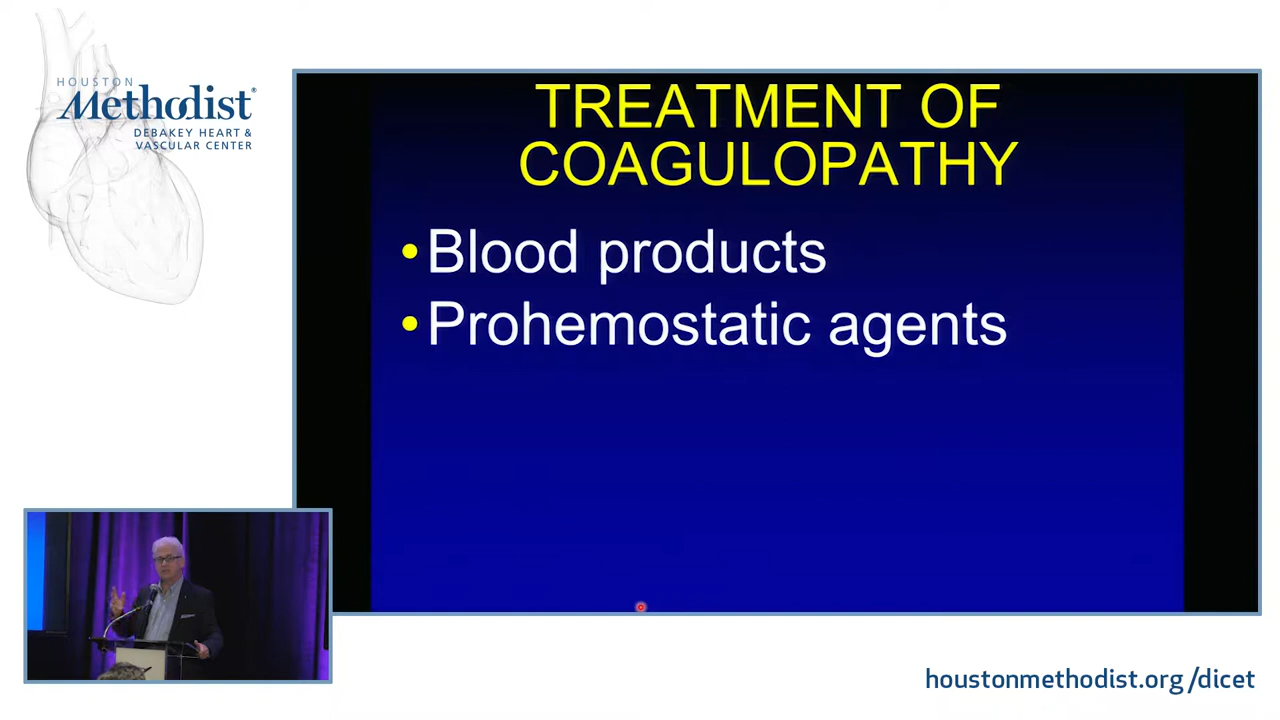 HOUSTON
Methodist®
DEBAKEY HEART &
VASCULAR CENTER
TREATMENT OF
COAGULOPATHY
•Blood products
•Prohemostatic agents
houstonmethodist.org/dicet